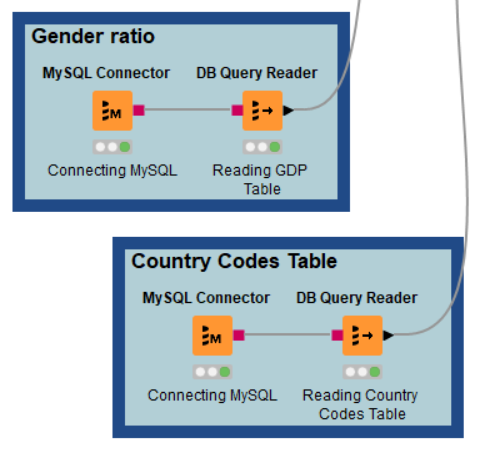 Gender ratio
MySQL Connector DB Query Reader
M
Connecting MySQL Reading GDP
Table
Country Codes Table
MySQL Connector DB Query Reader
M
Connecting MySQL Reading Country
Codes Table